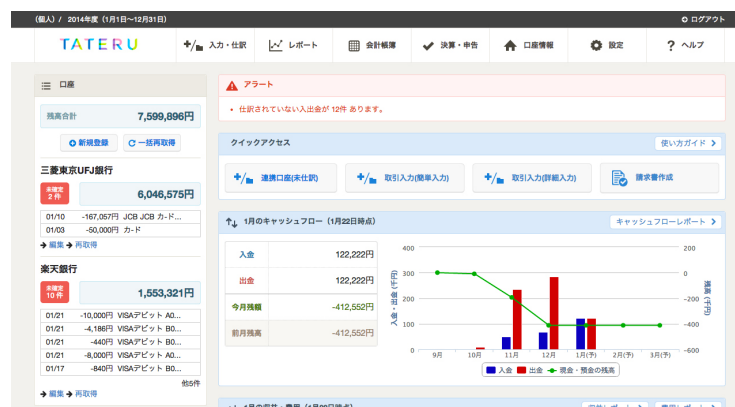 (個人) / 2014年度 (1月1日〜12月31日)
ログアウト
TATERU
入力・仕訳
レポート
会計帳簿
決算・申告
口座情報
設定
? ヘルプ
口座
残高合計 7,599,896円
新規登録 一括再取得
三菱東京UFJ銀行
未確定
2 件
6,046,575円
01/10 -167,057円 JCB JCB カード...
01/03 -50,000円 カード
編集 再取得
楽天銀行
未確定
10 件
1,553,321円
01/21 -10,000円 VISAデビット A0...
01/21 -4,186円 VISAデビット B0...
01/21 -440円 VISAデビット B0...
01/21 -8,000円 VISAデビット A0...
01/17 -840円 VISAデビット B0...
他5件
編集 再取得
アラート
・ 仕訳されていない入出金が 12件 あります。
クイックアクセス
使い方ガイド
連携口座(未仕訳)
取引入力(簡単入力)
取引入力(詳細入力)
請求書作成
1月のキャッシュフロー (1月22日時点)
キャッシュフローレポート
入金 122,222円
出金 122,222円
今月残額 -412,552円
前月残高 -412,552円
入金・出金 (千円)
400
300
200
100
0
200
0
-200
-400
-600
残高 (千円)
9月 10月 11月 12月 1月(予) 2月(予) 3月(予)
入金 出金 現金・預金の残高